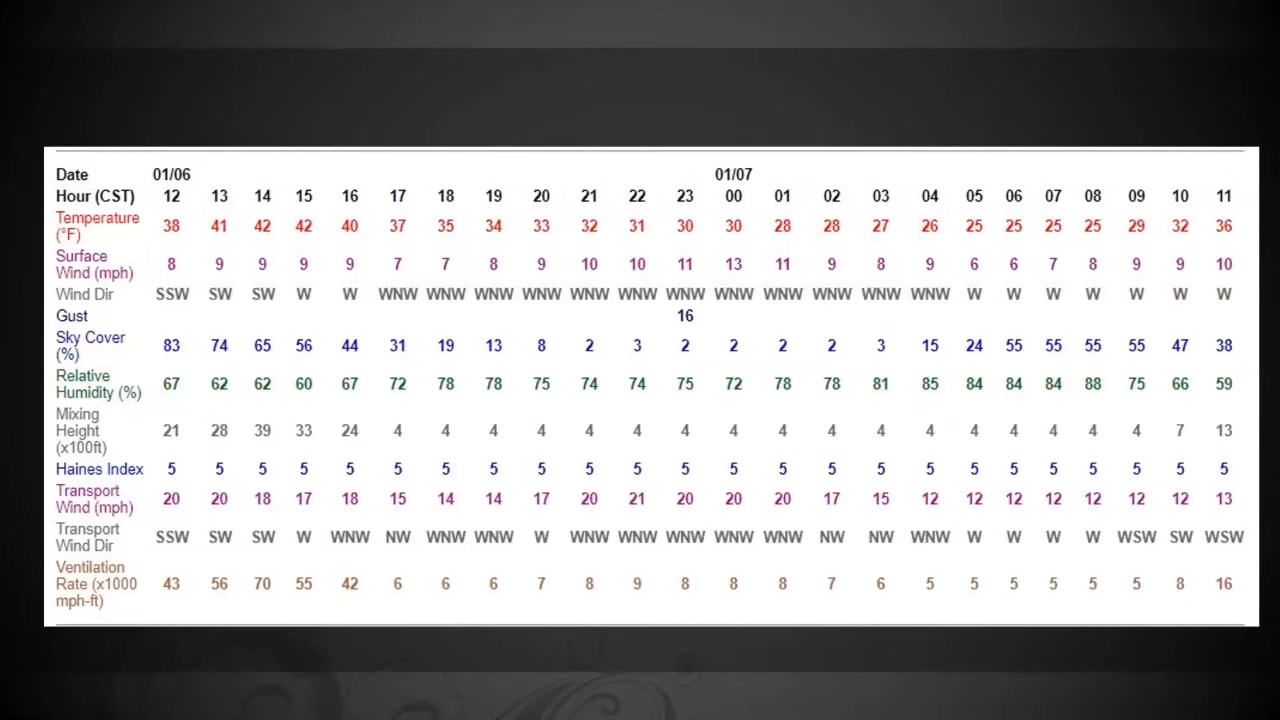 Date 01/06 01/07
Hour (CST) 12 13 14 15 16 17 18 19 20 21 22 23 00 01 02 03 04 05 06 07 08 09 10 11
Temperature
(°F) 38 41 42 42 40 37 35 34 33 32 31 30 30 28 28 27 26 25 25 25 25 29 32 36
Surface
Wind (mph) 8 9 9 9 9 7 7 8 9 10 10 11 13 11 9 8 9 6 6 7 8 9 9 10
Wind Dir SSW SW SW W W WNW WNW WNW WNW WNW WNW WNW WNW WNW WNW WNW WNW W W W W W W W
Gust 16
Sky Cover
(%) 83 74 65 56 44 31 19 13 8 2 3 2 2 2 2 3 15 24 55 55 55 55 47 38
Relative
Humidity (%) 67 62 62 60 67 72 78 78 75 74 74 75 72 78 78 81 85 84 84 84 88 75 66 59
Mixing
Height
(x100ft) 21 28 39 33 24 4 4 4 4 4 4 4 4 4 4 4 4 4 4 4 4 4 7 13
Haines Index 5 5 5 5 5 5 5 5 5 5 5 5 5 5 5 5 5 5 5 5 5 5 5 5
Transport
Wind (mph) 20 20 18 17 18 15 14 14 17 20 21 20 20 20 17 15 12 12 12 12 12 12 12 13
Transport
Wind Dir SSW SW SW W WNW NW WNW WNW W WNW WNW WNW WNW WNW NW NW WNW W W W W WSW SW WSW
Ventilation
Rate (x1000
mph-ft) 43 56 70 55 42 6 6 6 7 8 9 8 8 8 7 6 5 5 5 5 5 5 8 16